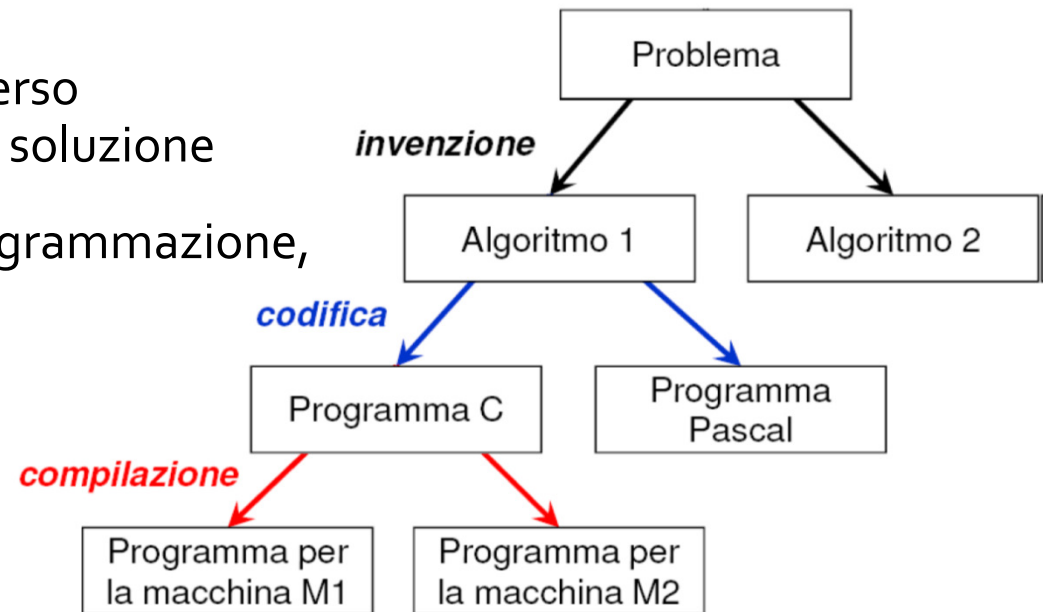 Problema
erso
soluzione
invenzione
Algoritmo 1
Algoritmo 2
grammazione,
codifica
Programma C
Programma
Pascal
compilazione
Programma per
la macchina M1
Programma per
la macchina M2